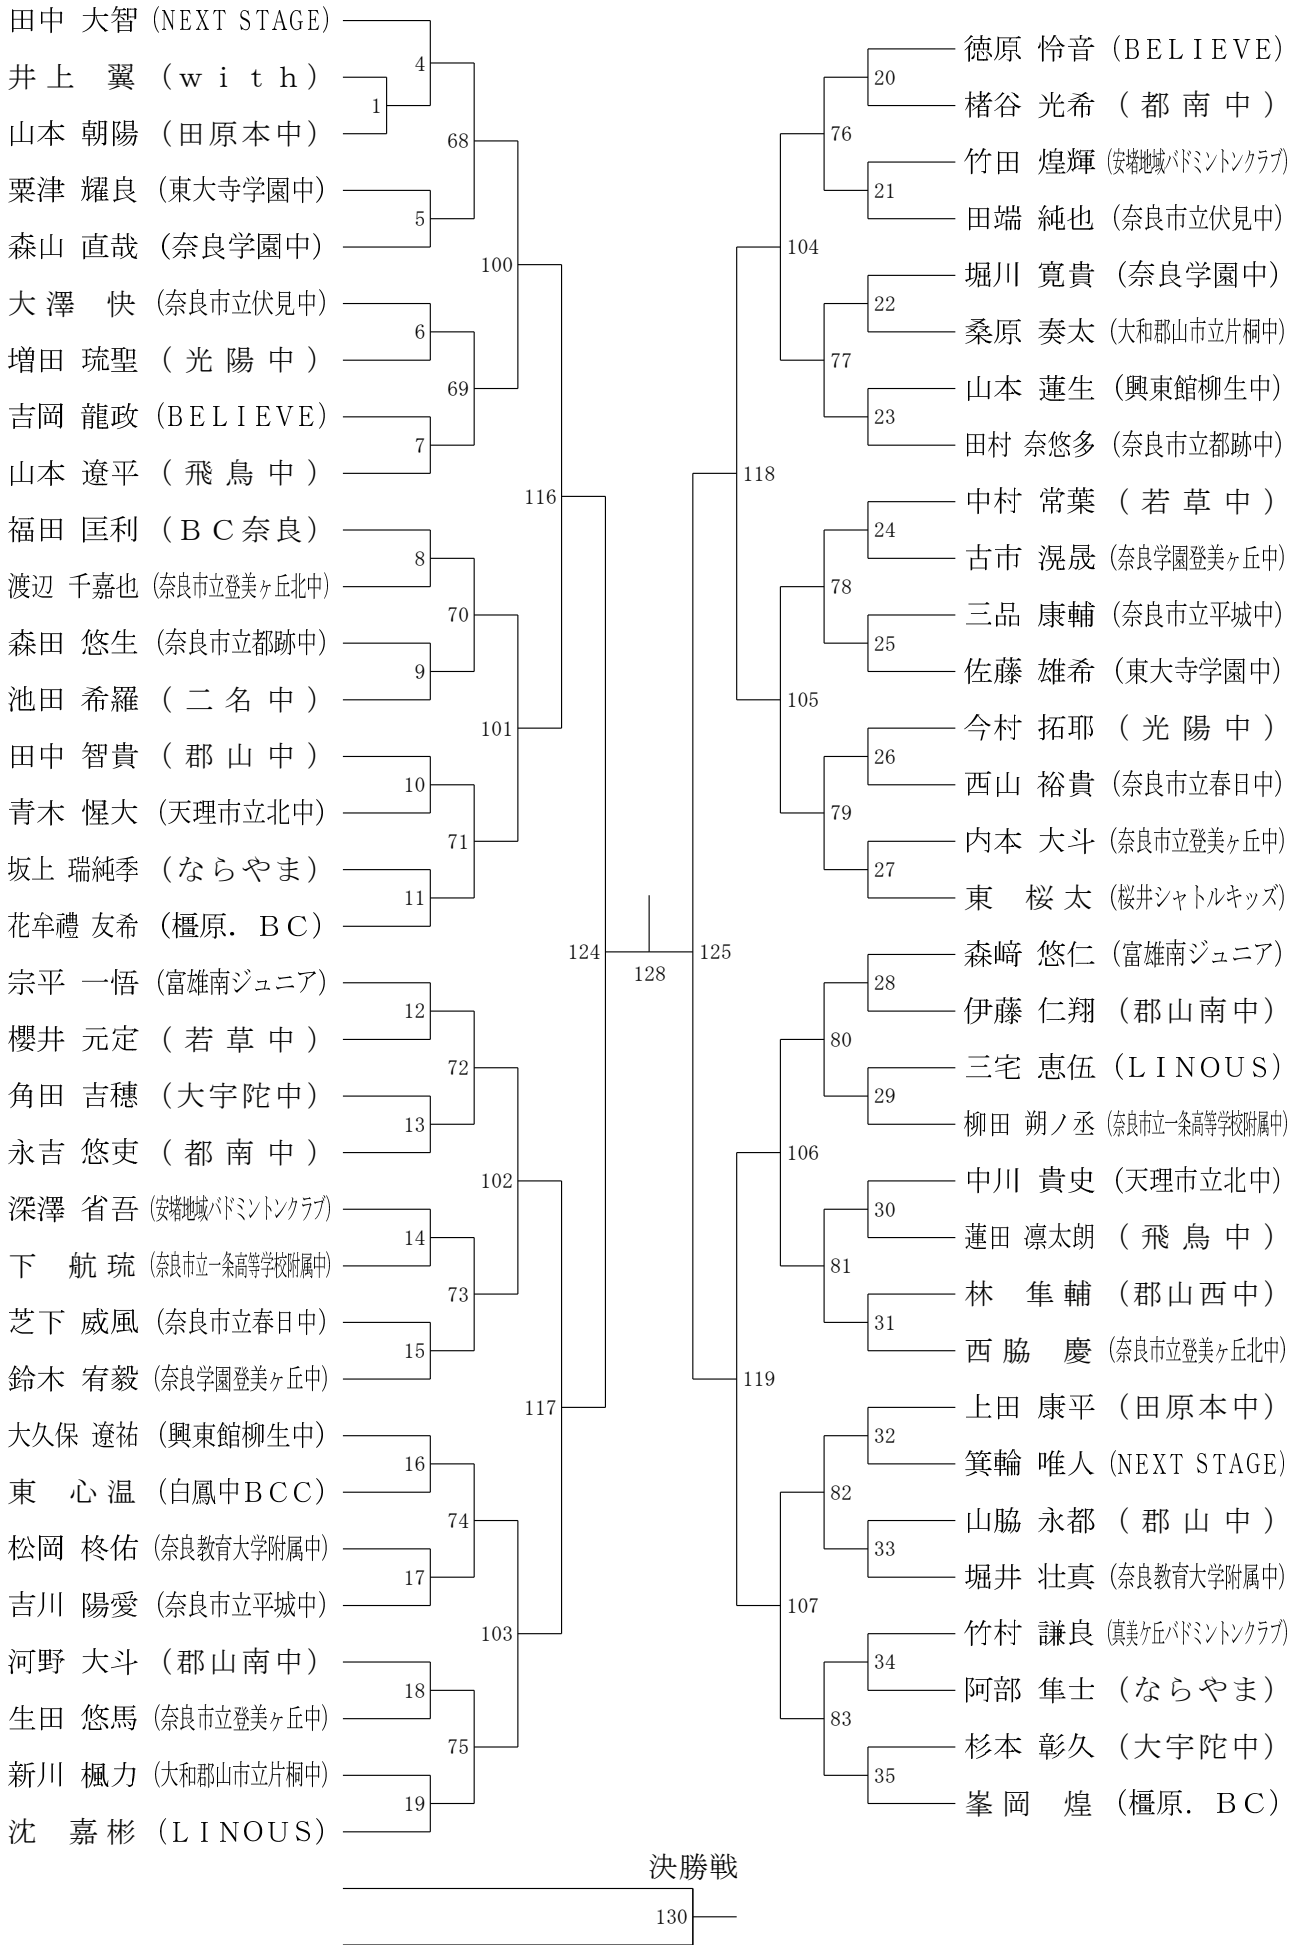 田中 大智 (NEXT STAGE)
井上 翼 (with)
山本 朝陽 (田原本中)
粟津 耀良 (東大寺学園中)
森山 直哉 (奈良学園中)
大澤 快 (奈良市立伏見中)
増田 琉聖 (光陽中)
吉岡 龍政 (BELIEVE)
山本 遼平 (飛鳥中)
福田 匡利 (BC奈良)
渡辺 千嘉也 (奈良市立登美ヶ丘北中)
森田 悠生 (奈良市立都跡中)
池田 希羅 (二名中)
田中 智貴 (郡山中)
青木 惺大 (天理市立北中)
坂上 瑞純季 (ならやま)
花牟禮 友希 (橿原．BC)
宗平 一悟 (富雄南ジュニア)
櫻井 元定 (若草中)
角田 吉穗 (大宇陀中)
永吉 悠吏 (都南中)
深澤 省吾 (安堵地域バドミントンクラブ)
下 航琉 (奈良市立一条高等学校附属中)
芝下 威風 (奈良市立春日中)
鈴木 宥毅 (奈良学園登美ヶ丘中)
大久保 遼祐 (興東館柳生中)
東 心温 (白鳳中BCC)
松岡 柊佑 (奈良教育大学附属中)
吉川 陽愛 (奈良市立平城中)
河野 大斗 (郡山南中)
生田 悠馬 (奈良市立登美ヶ丘中)
新川 楓力 (大和郡山市立片桐中)
沈 嘉彬 (LINOUS)
1
4
5
6
7
8
9
10
11
12
13
14
15
16
17
18
19
68
69
70
71
72
73
74
75
100
101
102
103
116
117
124
128
125
118
119
104
105
106
107
76
77
78
79
80
81
82
83
20
21
22
23
24
25
26
27
28
29
30
31
32
33
34
35
徳原 怜音 (BELIEVE)
楮谷 光希 (都南中)
竹田 煌輝 (安堵地域バドミントンクラブ)
田端 純也 (奈良市立伏見中)
堀川 寛貴 (奈良学園中)
桑原 奏太 (大和郡山市立片桐中)
山本 蓮生 (興東館柳生中)
田村 奈悠多 (奈良市立都跡中)
中村 常葉 (若草中)
古市 滉晟 (奈良学園登美ヶ丘中)
三品 康輔 (奈良市立平城中)
佐藤 雄希 (東大寺学園中)
今村 拓耶 (光陽中)
西山 裕貴 (奈良市立春日中)
内本 大斗 (奈良市立登美ヶ丘中)
東 桜太 (桜井シャトルキッズ)
森﨑 悠仁 (富雄南ジュニア)
伊藤 仁翔 (郡山南中)
三宅 恵伍 (LINOUS)
柳田 朔ノ丞 (奈良市立一条高等学校附属中)
中川 貴史 (天理市立北中)
蓮田 凛太朗 (飛鳥中)
林 隼輔 (郡山西中)
西脇 慶 (奈良市立登美ヶ丘北中)
上田 康平 (田原本中)
箕輪 唯人 (NEXT STAGE)
山脇 永都 (郡山中)
堀井 壮真 (奈良教育大学附属中)
竹村 謙良 (真美ケ丘バドミントンクラブ)
阿部 隼士 (ならやま)
杉本 彰久 (大宇陀中)
峯岡 煌 (橿原．BC)
決勝戦
130